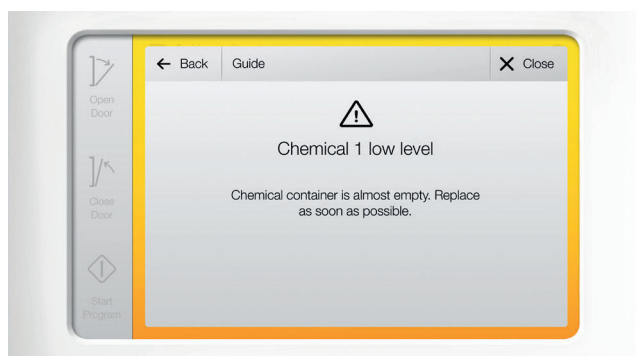 Open
Door
Close
Door
Start
Program
Back
Guide
Close
Chemical 1 low level
Chemical container is almost empty. Replace
as soon as possible.